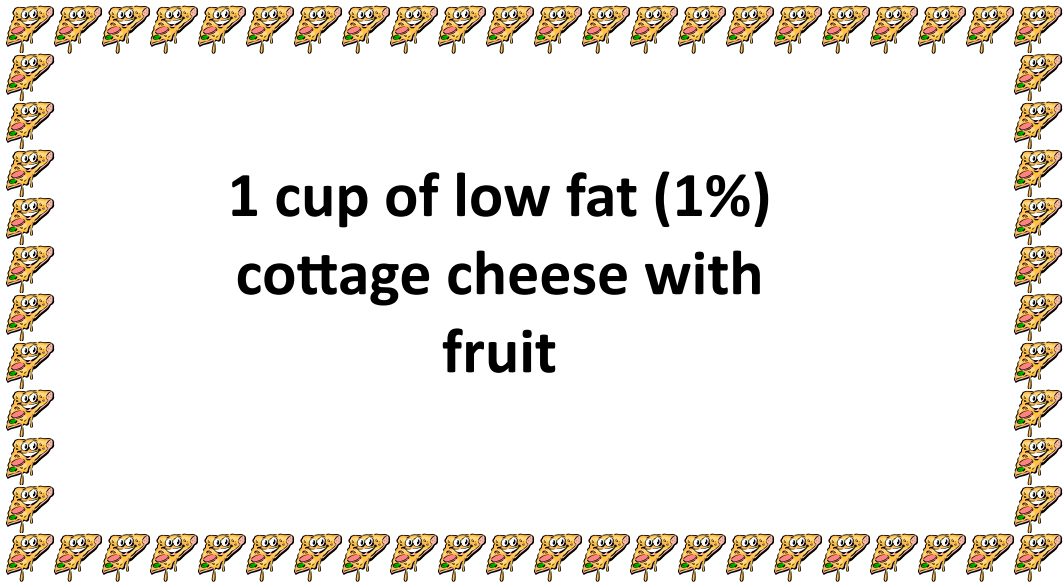 1 cup of low fat (1%)
cottage cheese with
fruit